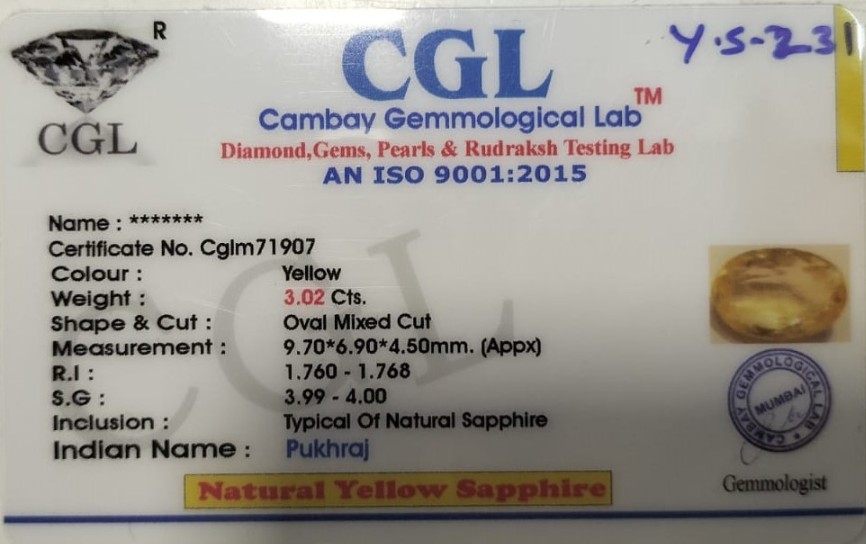 R
CGL
CGL
Y.S-231
TM
Cambay Gemmological Lab
Diamond,Gems, Pearls & Rudraksh Testing Lab
AN ISO 9001:2015
Name : *******
Certificate No. Cglm71907
Colour : Yellow
Weight : 3.02 Cts.
Shape & Cut : Oval Mixed Cut
Measurement : 9.70*6.90*4.50mm. (Appx)
R.I : 1.760 - 1.768
S.G : 3.99 - 4.00
Inclusion : Typical Of Natural Sapphire
Indian Name : Pukhraj
Natural Yellow Sapphire
CGL
CAMBAY GEMMOLOGICAL LAB
MUMBAI
Gemmologist